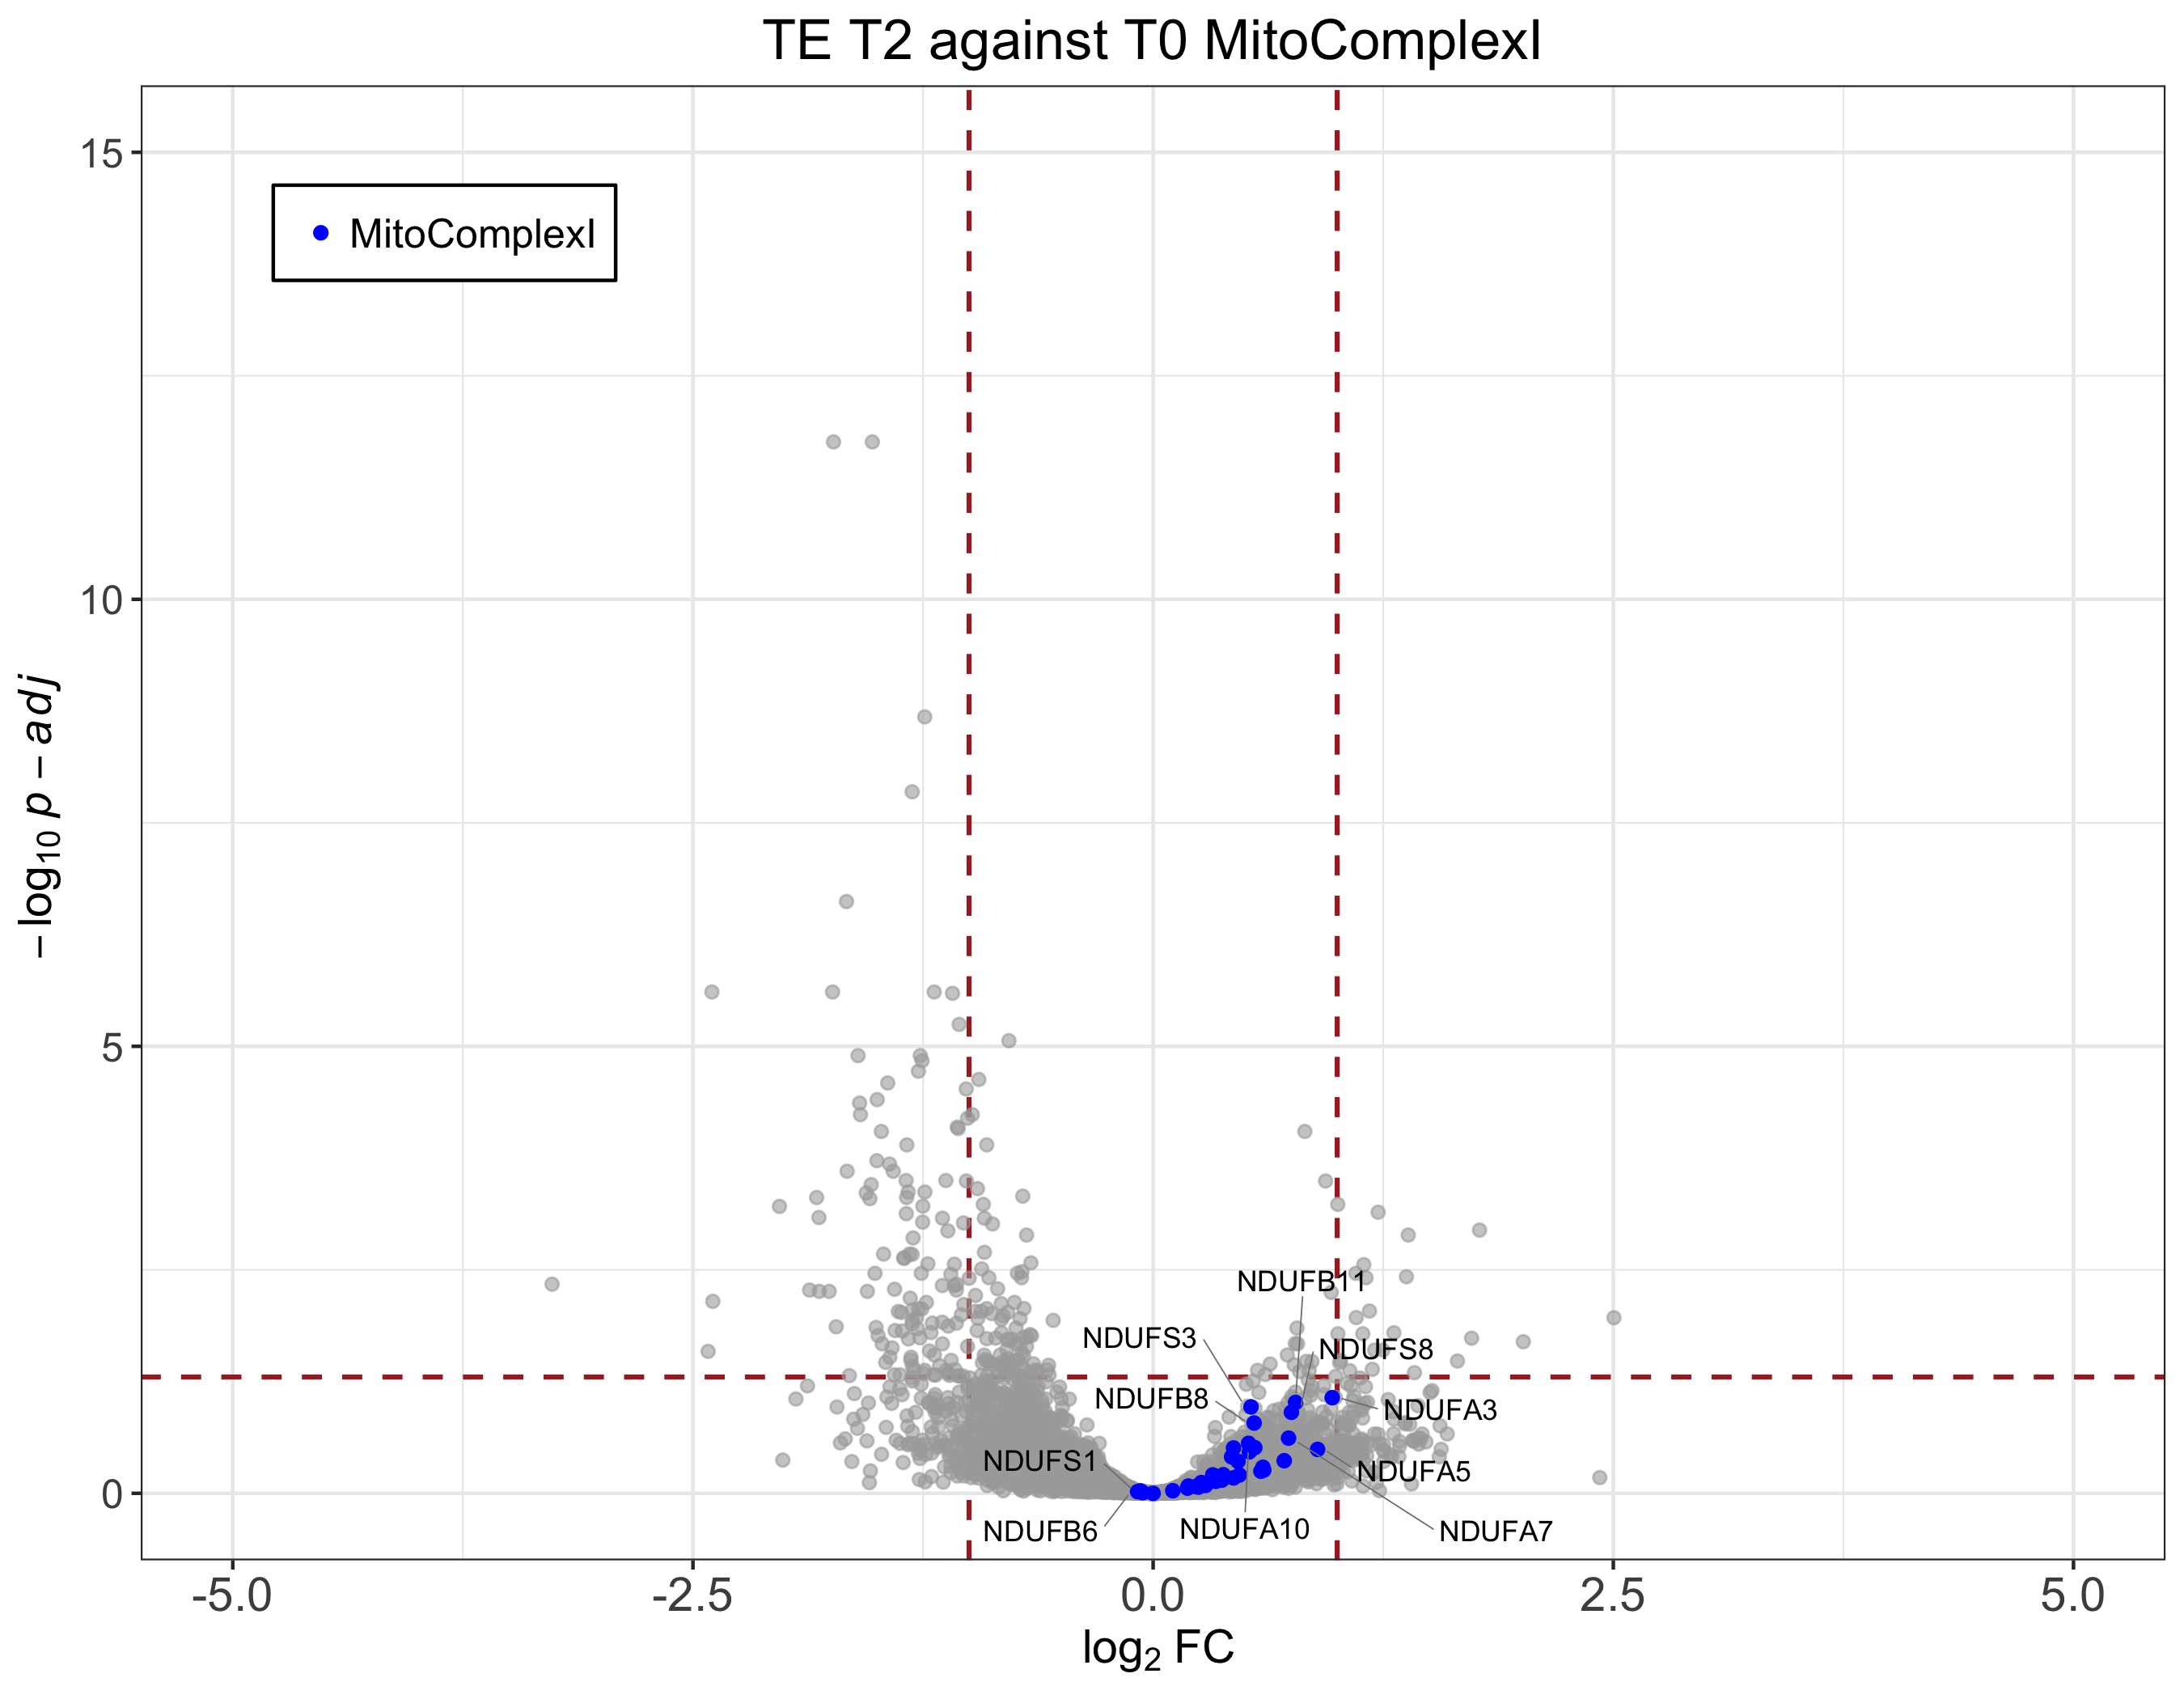 TE T2 against T0 MitoComplexI
15
MitoComplexI
10
−log10 p − adj
5
NDUFB11
NDUFS3
NDUFS8
NDUFB8
NDUFA3
NDUFS1
NDUFA5
0
NDUFB6
NDUFA10
NDUFA7
-5.0 -2.5 0.0 2.5 5.0
log2 FC